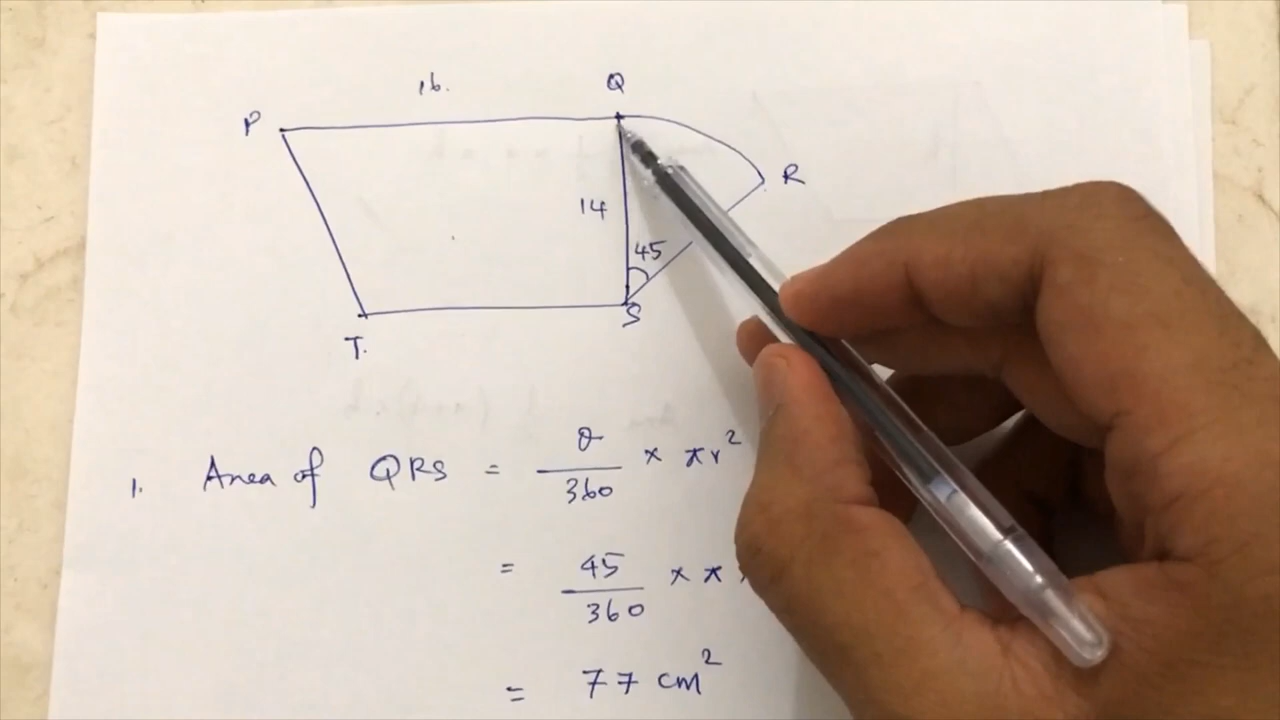 16.
P Q
R
14
45
S
T.
1. Area of QRS = θ/360 × πr²
= 45/360 × π
= 77 cm²